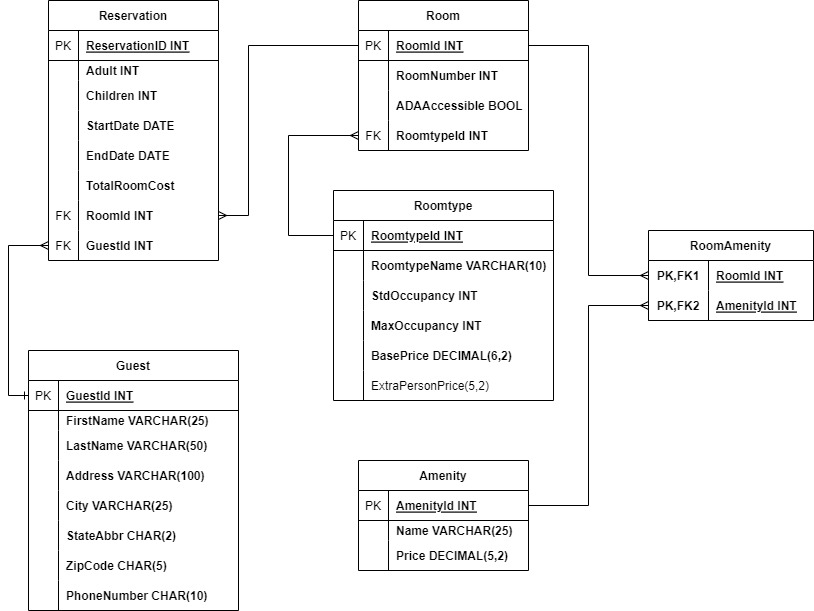 Reservation
PK ReservationID INT
Adult INT
Children INT
StartDate DATE
EndDate DATE
TotalRoomCost
FK RoomId INT
FK GuestId INT
Room
PK RoomId INT
RoomNumber INT
ADAAccessible BOOL
FK RoomtypeId INT
Roomtype
PK RoomtypeId INT
RoomtypeName VARCHAR(10)
StdOccupancy INT
MaxOccupancy INT
BasePrice DECIMAL(6,2)
ExtraPersonPrice(5,2)
RoomAmenity
PK,FK1 RoomId INT
PK,FK2 AmenityId INT
Guest
PK GuestId INT
FirstName VARCHAR(25)
LastName VARCHAR(50)
Address VARCHAR(100)
City VARCHAR(25)
StateAbbr CHAR(2)
ZipCode CHAR(5)
PhoneNumber CHAR(10)
Amenity
PK AmenityId INT
Name VARCHAR(25)
Price DECIMAL(5,2)